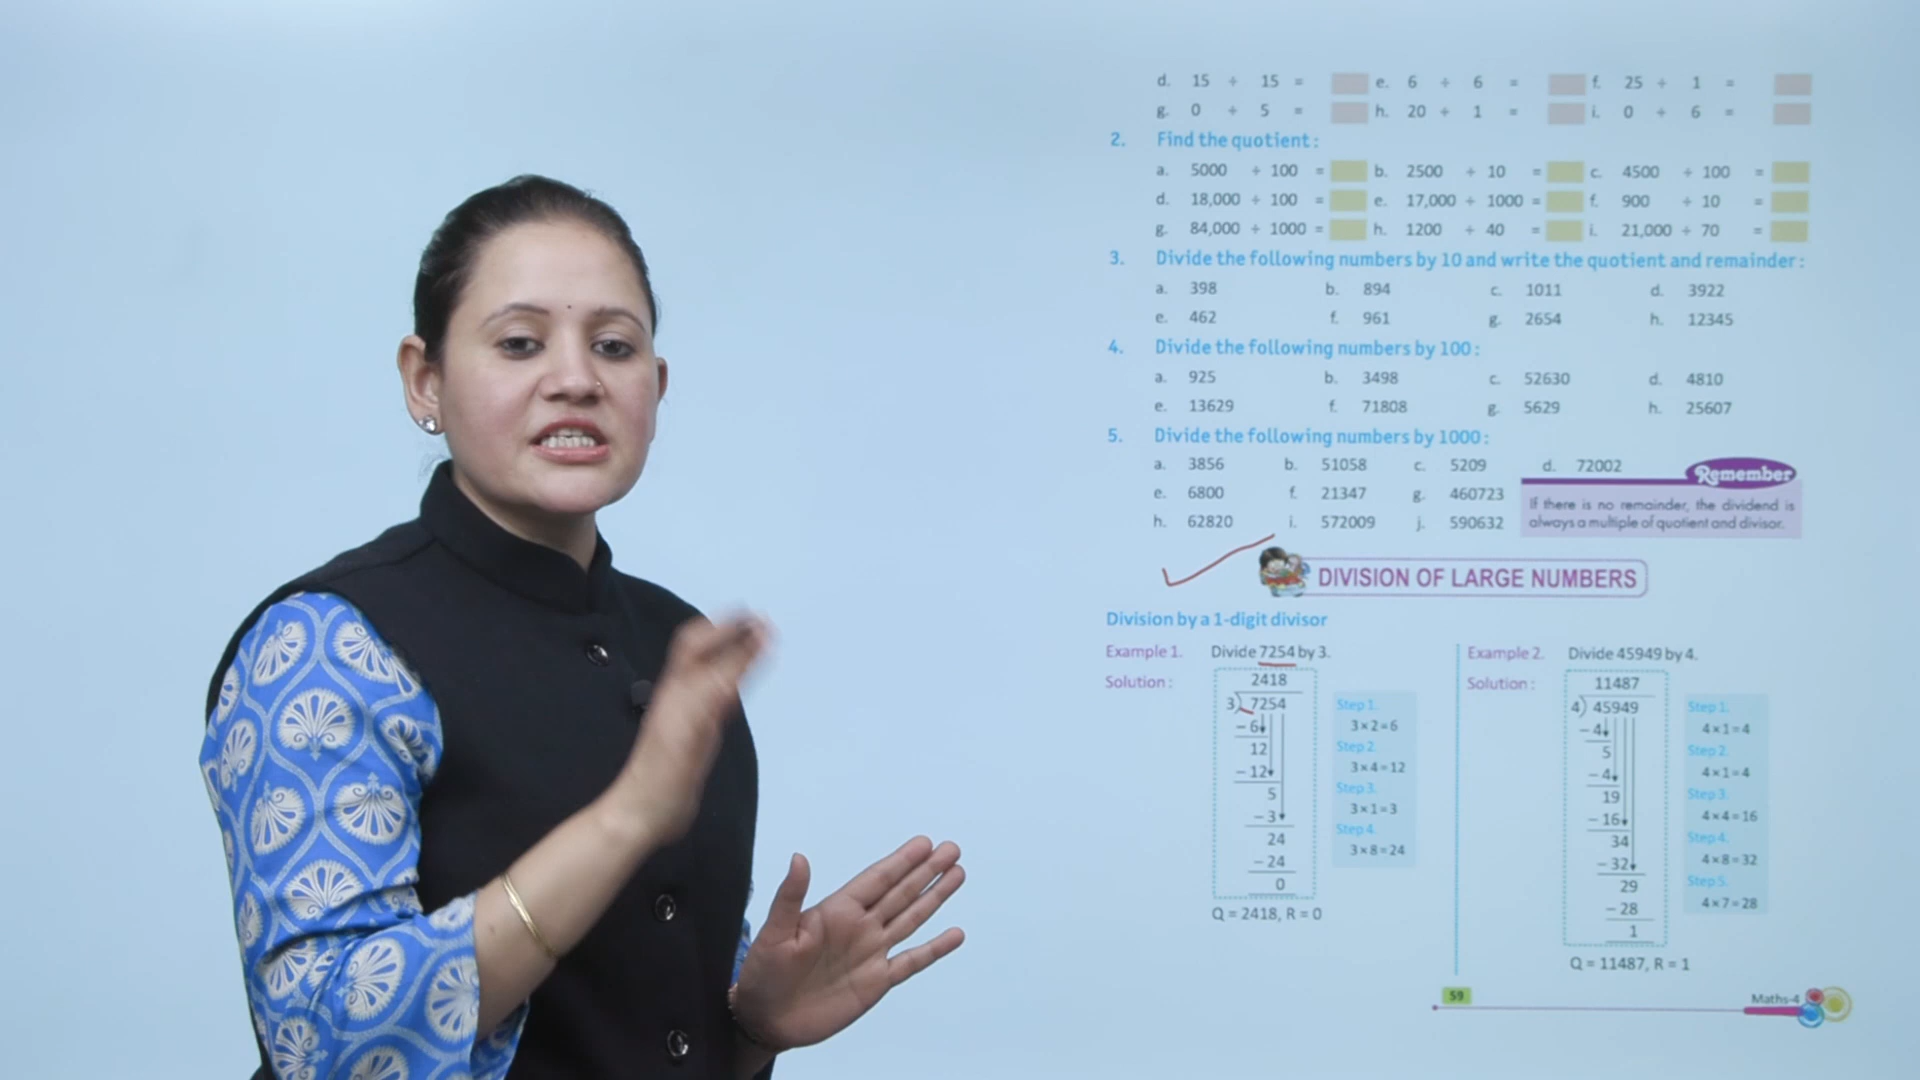 d. 15 ÷ 15 = e. 6 ÷ 6 = f. 25 ÷ 1 =
g. 0 ÷ 5 = h. 20 ÷ 1 = i. 0 ÷ 6 =
2. Find the quotient :
a. 5000 ÷ 100 = b. 2500 ÷ 10 = c. 4500 ÷ 100 =
d. 18,000 ÷ 100 = e. 17,000 ÷ 1000 = f. 900 ÷ 10 =
g. 84,000 ÷ 1000 = h. 1200 ÷ 40 = i. 21,000 ÷ 70 =
3. Divide the following numbers by 10 and write the quotient and remainder :
a. 398 b. 894 c. 1011 d. 3922
e. 462 f. 961 g. 2654 h. 12345
4. Divide the following numbers by 100 :
a. 925 b. 3498 c. 52630 d. 4810
e. 13629 f. 71808 g. 5629 h. 25607
5. Divide the following numbers by 1000 :
a. 3856 b. 51058 c. 5209 d. 72002
e. 6800 f. 21347 g. 460723
h. 62820 i. 572009 j. 590632
Remember
If there is no remainder, the dividend is
always a multiple of quotient and divisor.
DIVISION OF LARGE NUMBERS
Division by a 1-digit divisor
Example 1. Divide 7254 by 3.
Solution :
2418
3) 7254
– 6
12
– 12
5
– 3
24
– 24
0
Step 1.
3×2=6
Step 2.
3×4=12
Step 3.
3×1=3
Step 4.
3×8=24
Q = 2418, R = 0
Example 2. Divide 45949 by 4.
Solution :
11487
4) 45949
– 4
5
– 4
19
– 16
34
– 32
29
– 28
1
Step 1.
4×1=4
Step 2.
4×1=4
Step 3.
4×4=16
Step 4.
4×8=32
Step 5.
4×7=28
Q = 11487, R = 1
59
Maths-4